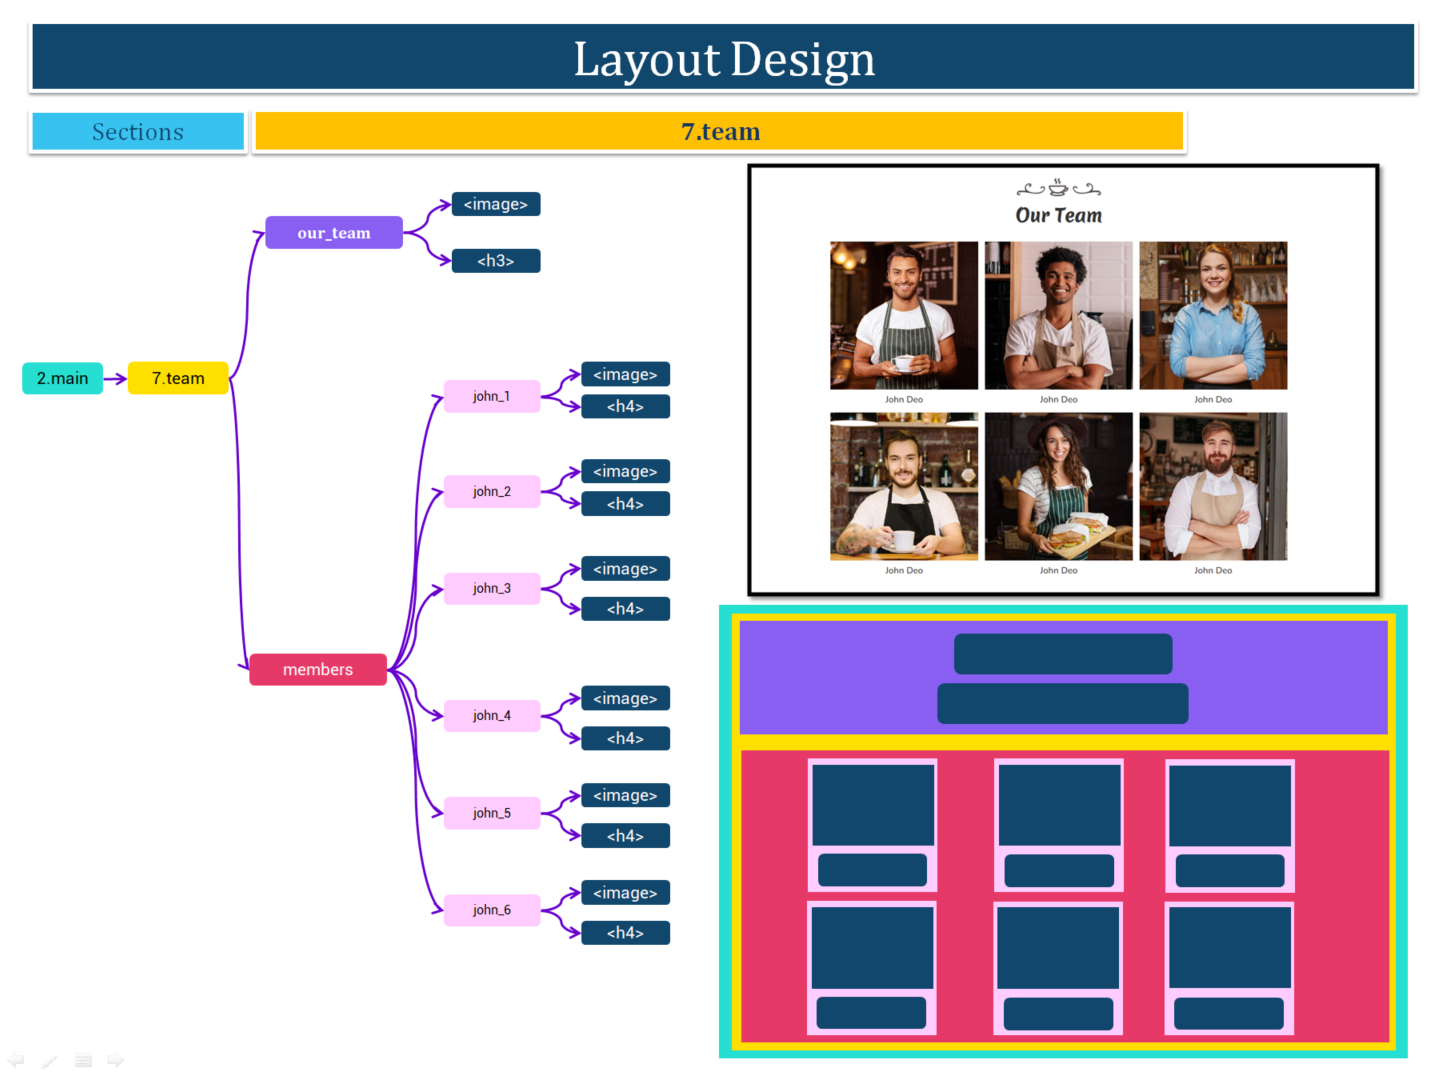 Layout Design
Sections
7.team
<image>
our_team
<h3>
2.main
7.team
john_1
<image>
<h4>
john_2
<image>
<h4>
john_3
<image>
<h4>
members
john_4
<image>
<h4>
john_5
<image>
<h4>
john_6
<image>
<h4>
Our Team
John Deo
John Deo
John Deo
John Deo
John Deo
John Deo